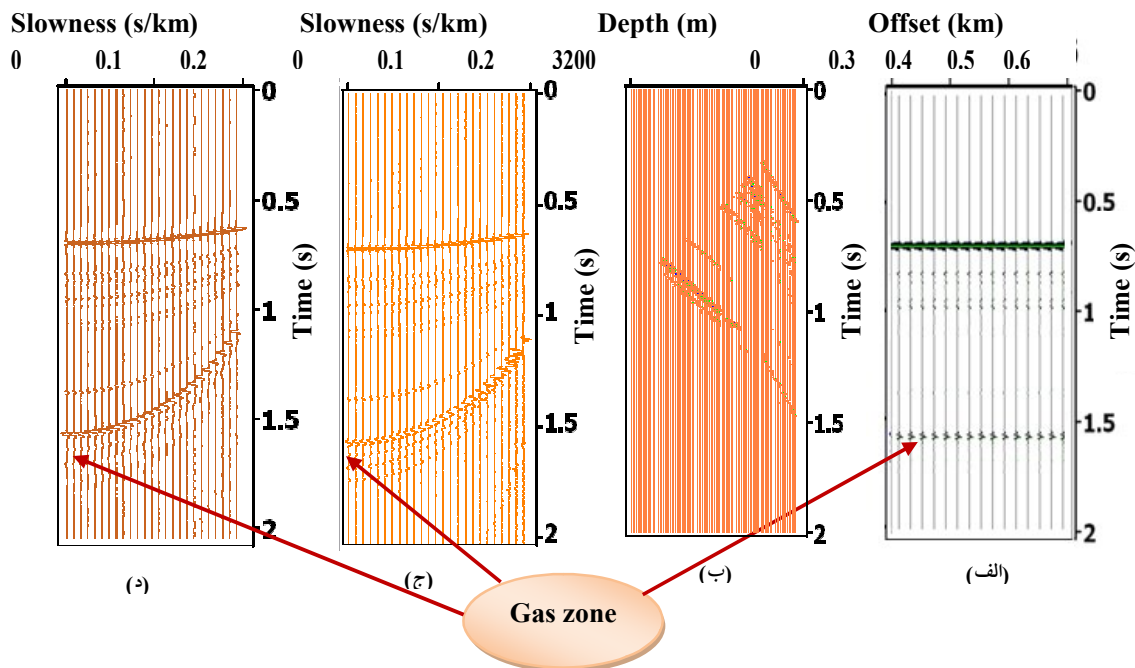 Slowness (s/km) Slowness (s/km) Depth (m) Offset (km)
0 0.1 0.2 0 0.1 0.2 3200 0 0.3 0.4 0.5 0.6
0 0 0 0
0.5 0.5 0.5 0.5
1 1 1 1
1.5 1.5 1.5 1.5
2 2 2 2
Time (s) Time (s) Time (s) Time (s)
(د) (ج) (ب) (الف)
Gas zone